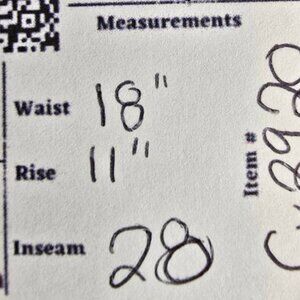 Measurements
Waist 18"
Rise 11"
Inseam 28
Item #